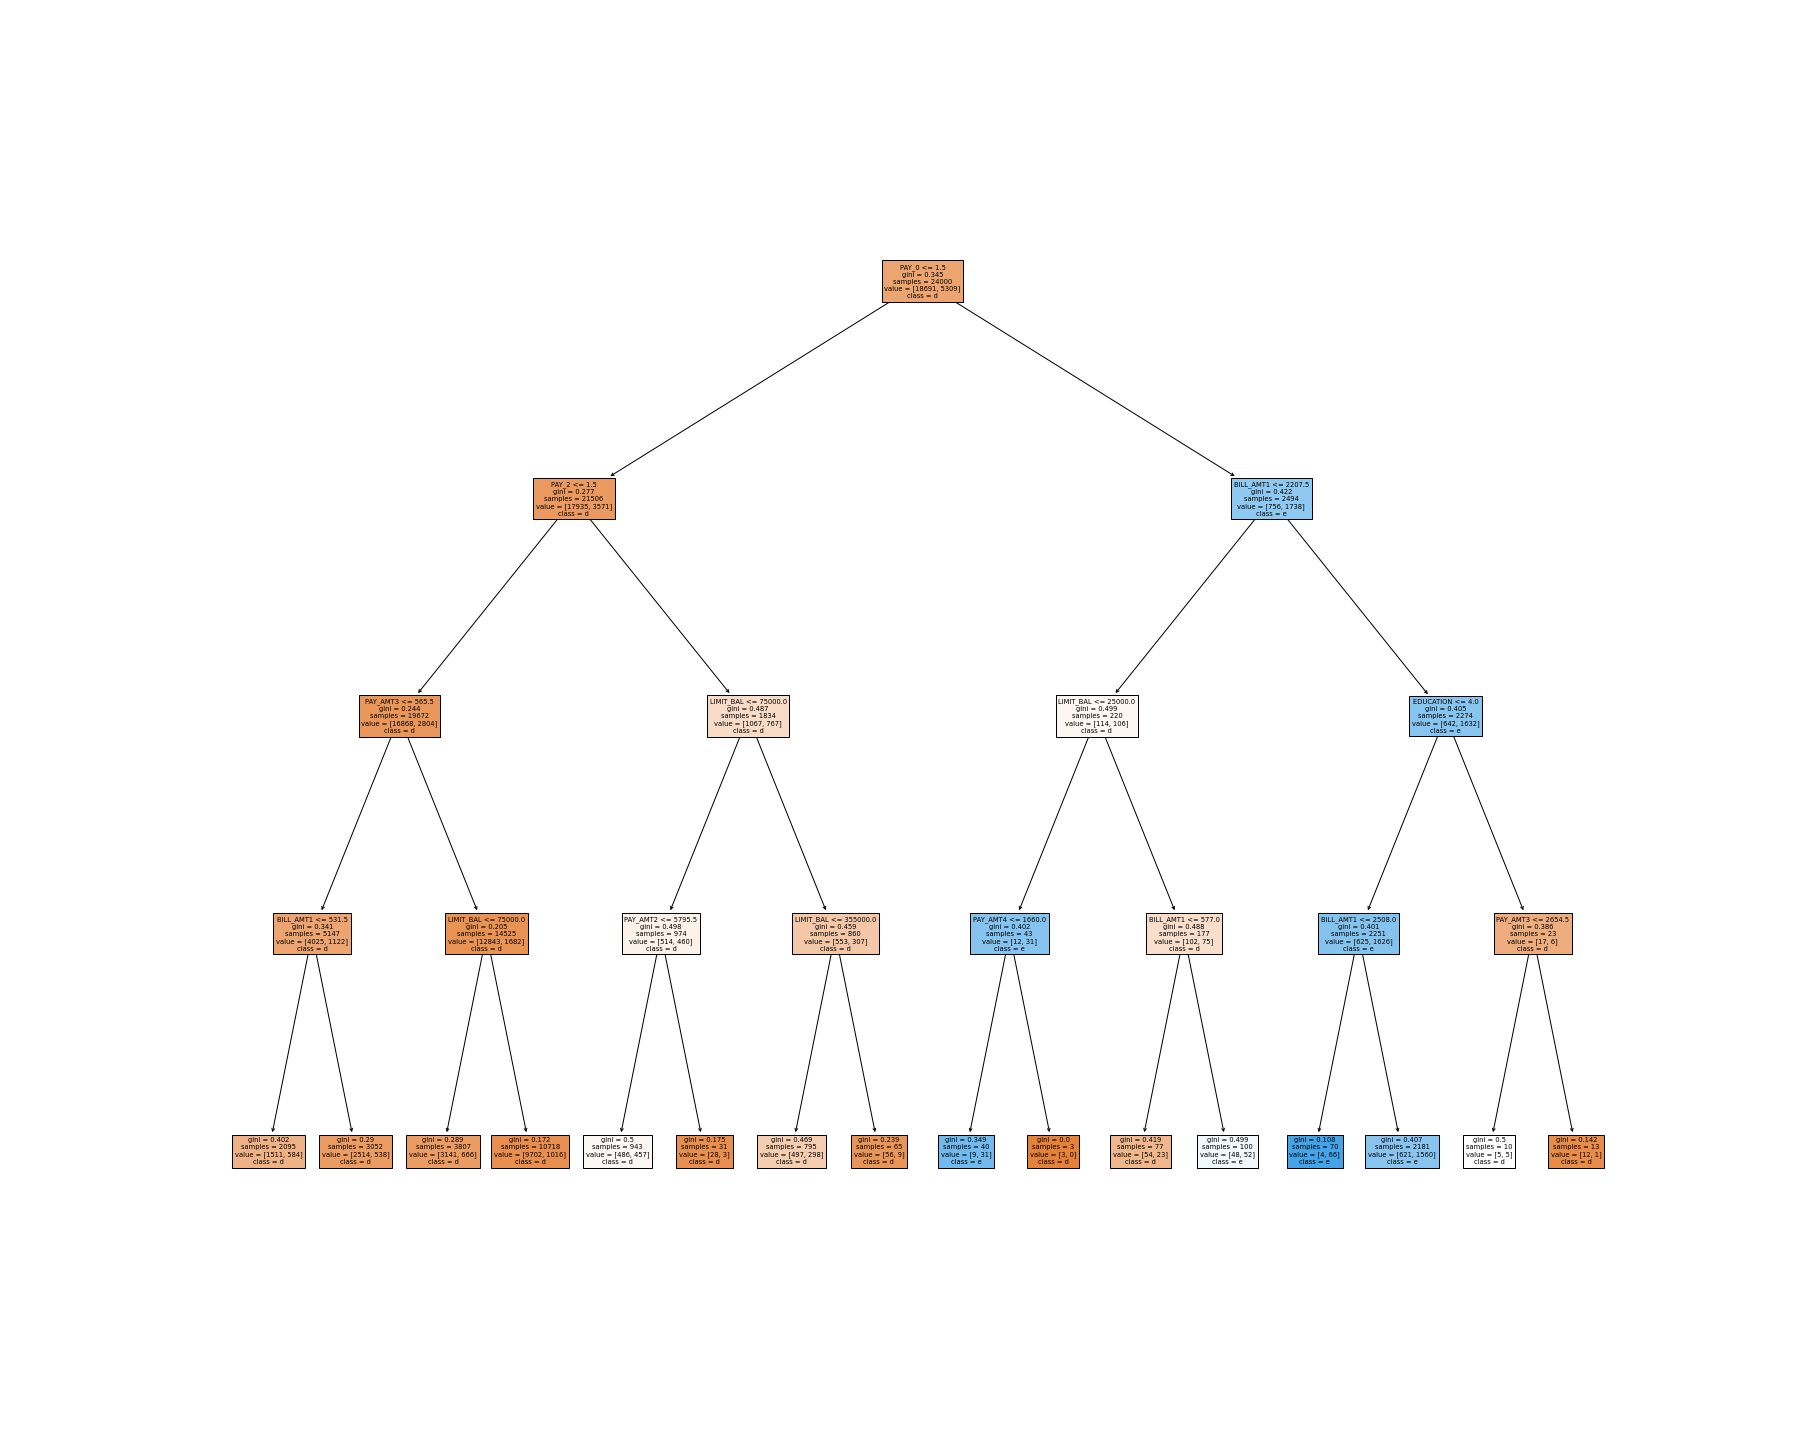 PAY_0 <= 1.5
gini = 0.345
samples = 24000
value = [18691, 5309]
class = d
PAY_2 <= 1.5
gini = 0.277
samples = 21506
value = [17935, 3571]
class = d
BILL_AMT1 <= 2207.5
gini = 0.422
samples = 2494
value = [756, 1738]
class = e
PAY_AMT3 <= 565.5
gini = 0.244
samples = 19672
value = [16868, 2804]
class = d
LIMIT_BAL <= 75000.0
gini = 0.487
samples = 1834
value = [1067, 767]
class = d
LIMIT_BAL <= 25000.0
gini = 0.499
samples = 220
value = [114, 106]
class = d
EDUCATION <= 4.0
gini = 0.405
samples = 2274
value = [642, 1632]
class = e
BILL_AMT1 <= 531.5
gini = 0.341
samples = 5147
value = [4025, 1122]
class = d
LIMIT_BAL <= 75000.0
gini = 0.205
samples = 14525
value = [12843, 1682]
class = d
PAY_AMT2 <= 5795.5
gini = 0.498
samples = 974
value = [514, 460]
class = d
LIMIT_BAL <= 355000.0
gini = 0.459
samples = 860
value = [553, 307]
class = d
PAY_AMT4 <= 1660.0
gini = 0.402
samples = 43
value = [12, 31]
class = e
BILL_AMT1 <= 577.0
gini = 0.488
samples = 177
value = [102, 75]
class = d
BILL_AMT1 <= 2508.0
gini = 0.401
samples = 2251
value = [625, 1626]
class = e
PAY_AMT3 <= 2654.5
gini = 0.386
samples = 23
value = [17, 6]
class = d
gini = 0.402
samples = 2095
value = [1511, 584]
class = d
gini = 0.29
samples = 3052
value = [2514, 538]
class = d
gini = 0.289
samples = 3807
value = [3141, 666]
class = d
gini = 0.172
samples = 10718
value = [9702, 1016]
class = d
gini = 0.5
samples = 943
value = [486, 457]
class = d
gini = 0.175
samples = 31
value = [28, 3]
class = d
gini = 0.469
samples = 795
value = [497, 298]
class = d
gini = 0.239
samples = 65
value = [56, 9]
class = d
gini = 0.349
samples = 40
value = [9, 31]
class = e
gini = 0.0
samples = 3
value = [3, 0]
class = d
gini = 0.419
samples = 77
value = [54, 23]
class = d
gini = 0.499
samples = 100
value = [48, 52]
class = e
gini = 0.108
samples = 70
value = [4, 66]
class = e
gini = 0.407
samples = 2181
value = [621, 1560]
class = e
gini = 0.5
samples = 10
value = [5, 5]
class = d
gini = 0.142
samples = 13
value = [12, 1]
class = d